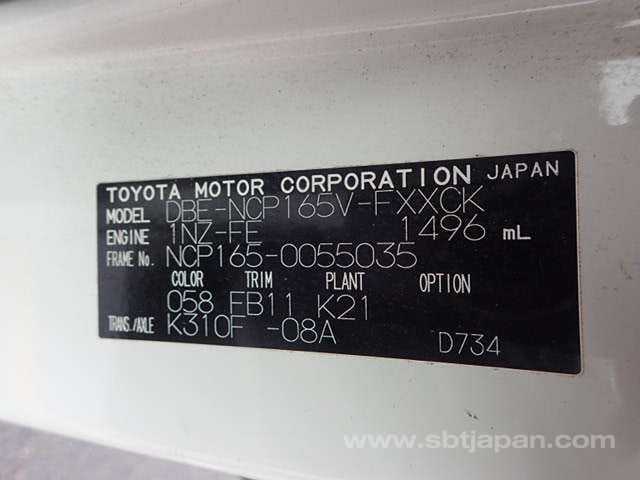 TOYOTA MOTOR CORPORATION JAPAN
MODEL DBE-NCP165V-FXXCK
ENGINE 1NZ-FE 1496 mL
FRAME No. NCP165-0055035
COLOR TRIM PLANT OPTION
058 FB11 K21
TRANS./AXLE K310F -08A
D734
www.sbtjapan.com